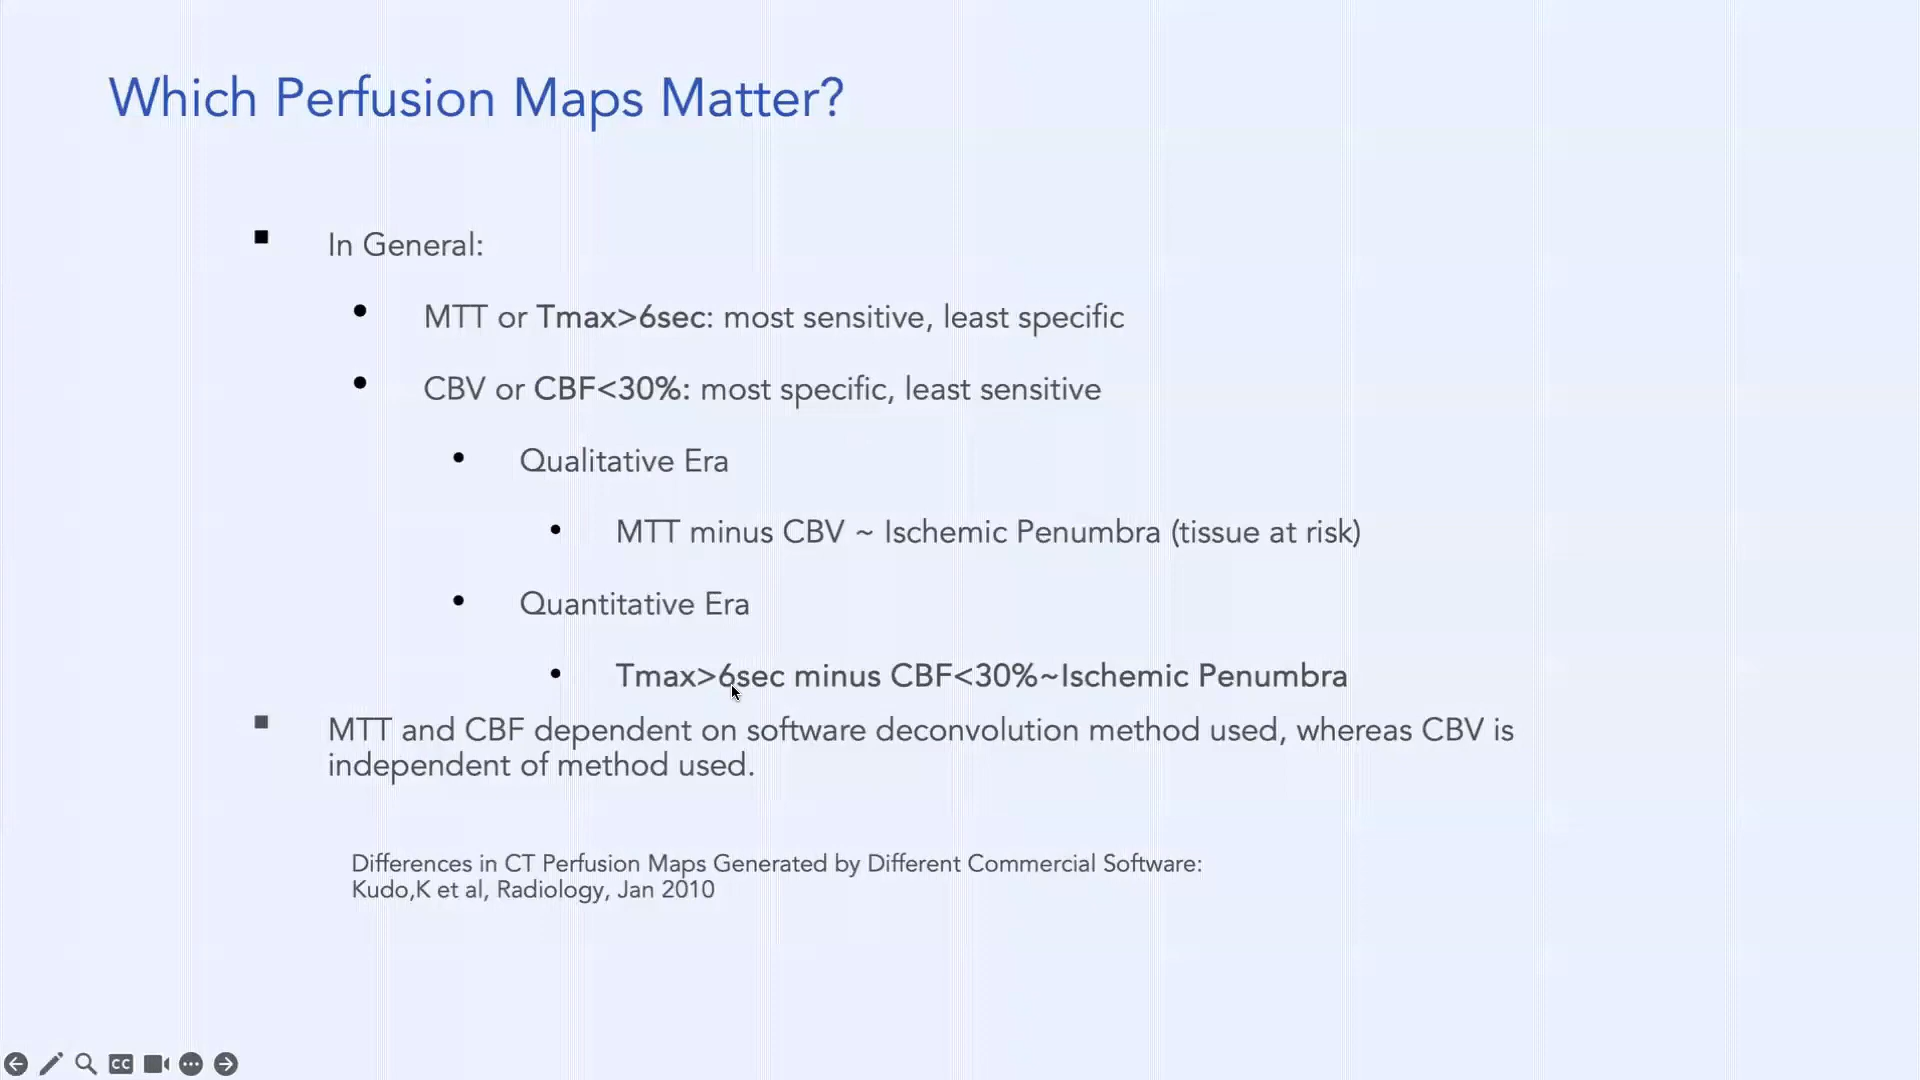 Which Perfusion Maps Matter?
In General:
MTT or Tmax>6sec: most sensitive, least specific
CBV or CBF<30%: most specific, least sensitive
Qualitative Era
MTT minus CBV ~ Ischemic Penumbra (tissue at risk)
Quantitative Era
Tmax>6sec minus CBF<30%~Ischemic Penumbra
MTT and CBF dependent on software deconvolution method used, whereas CBV is
independent of method used.
Differences in CT Perfusion Maps Generated by Different Commercial Software:
Kudo,K et al, Radiology, Jan 2010
CC